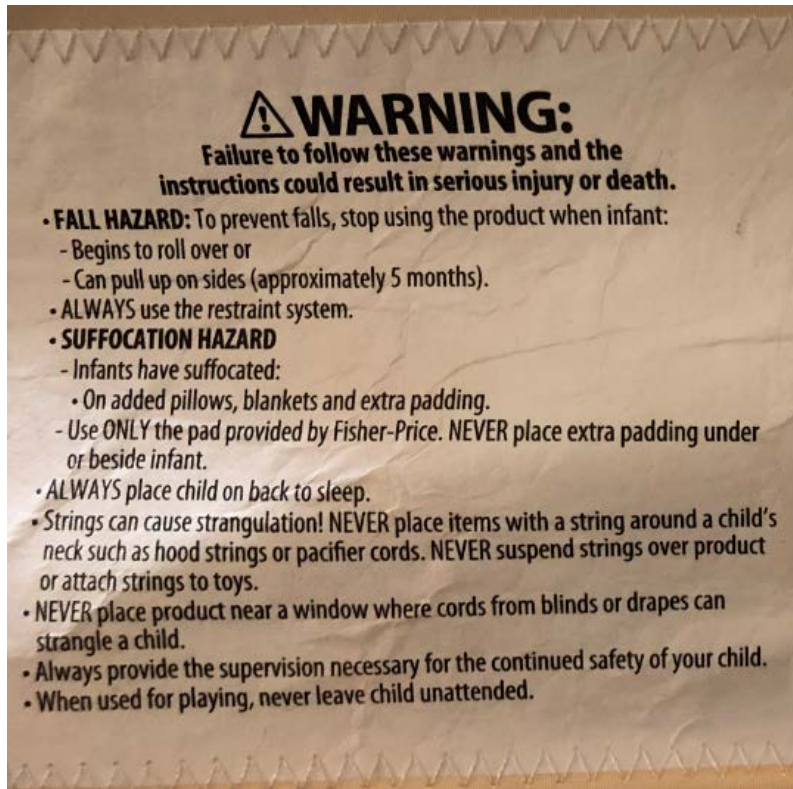 ⚠WARNING:
Failure to follow these warnings and the
instructions could result in serious injury or death.
• FALL HAZARD: To prevent falls, stop using the product when infant:
- Begins to roll over or
- Can pull up on sides (approximately 5 months).
• ALWAYS use the restraint system.
• SUFFOCATION HAZARD
- Infants have suffocated:
• On added pillows, blankets and extra padding.
- Use ONLY the pad provided by Fisher-Price. NEVER place extra padding under
or beside infant.
• ALWAYS place child on back to sleep.
• Strings can cause strangulation! NEVER place items with a string around a child's
neck such as hood strings or pacifier cords. NEVER suspend strings over product
or attach strings to toys.
• NEVER place product near a window where cords from blinds or drapes can
strangle a child.
• Always provide the supervision necessary for the continued safety of your child.
• When used for playing, never leave child unattended.